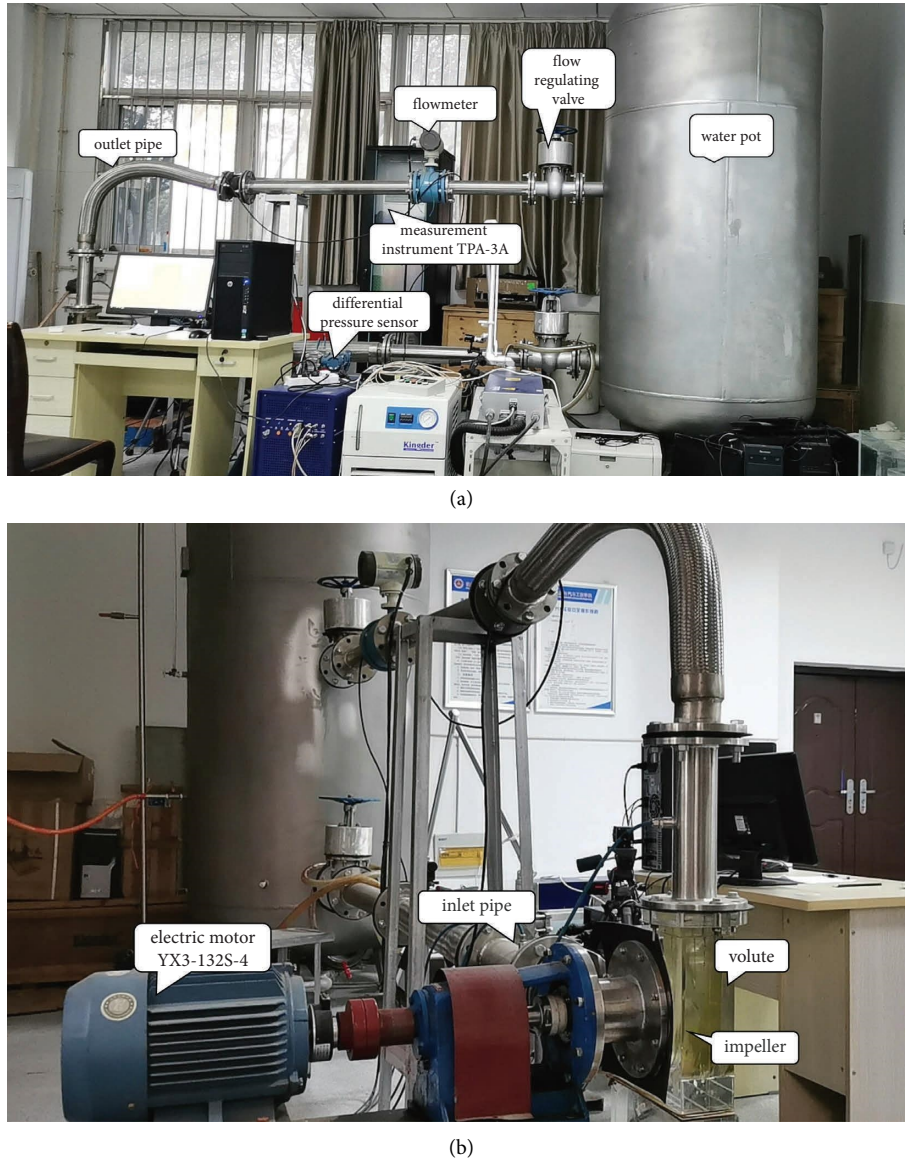 flow
regulating
valve
flowmeter
water pot
outlet pipe
measurement
instrument TPA-3A
differential
pressure sensor
Kingder
(a)
inlet pipe
electric motor
YX3-132S-4
volute
impeller
(b)